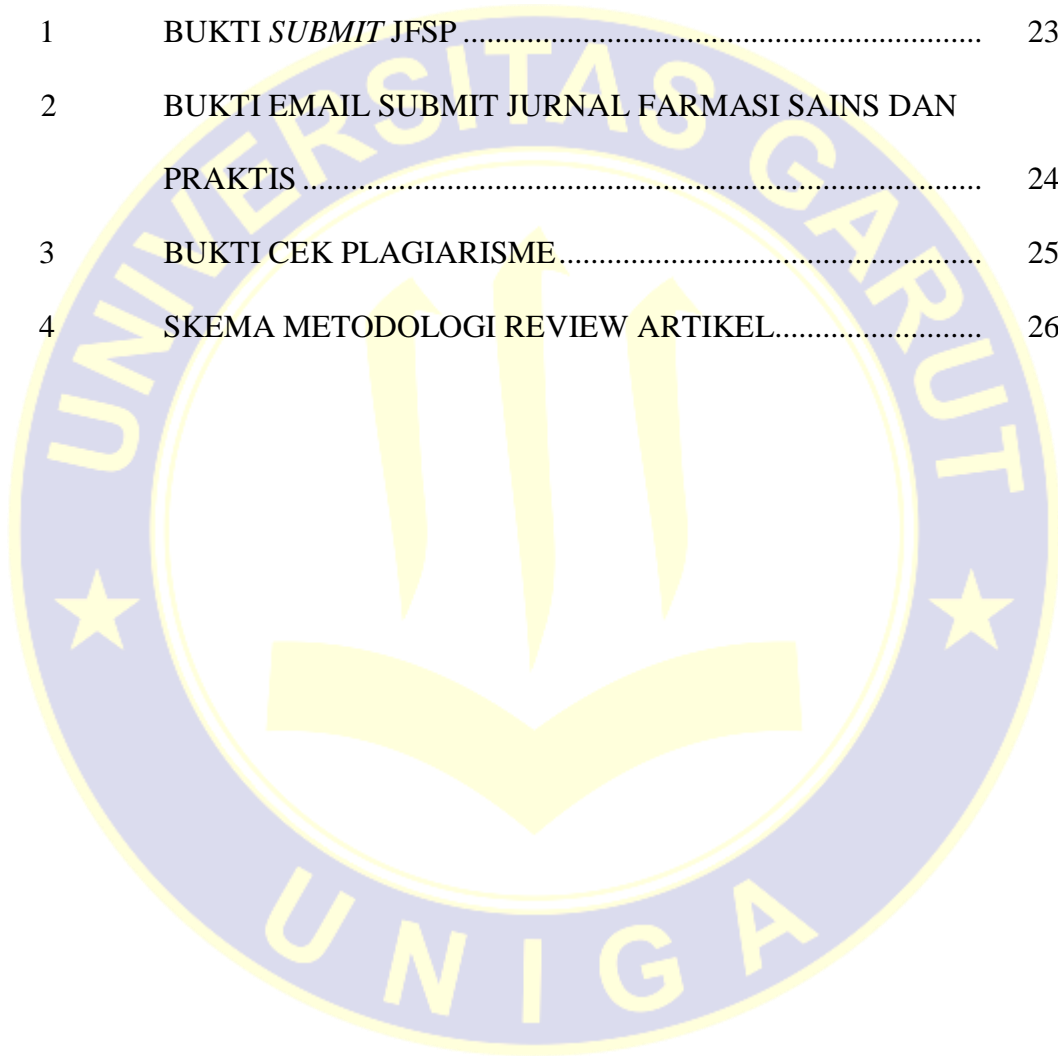 1 BUKTI SUBMIT JFSP ........................................................................ 23
2 BUKTI EMAIL SUBMIT JURNAL FARMASI SAINS DAN
PRAKTIS ............................................................................................... 24
3 BUKTI CEK PLAGIARISME ........................................................... 25
4 SKEMA METODOLOGI REVIEW ARTIKEL............................. 26
UNIVERSITAS GARUT
UNIGA